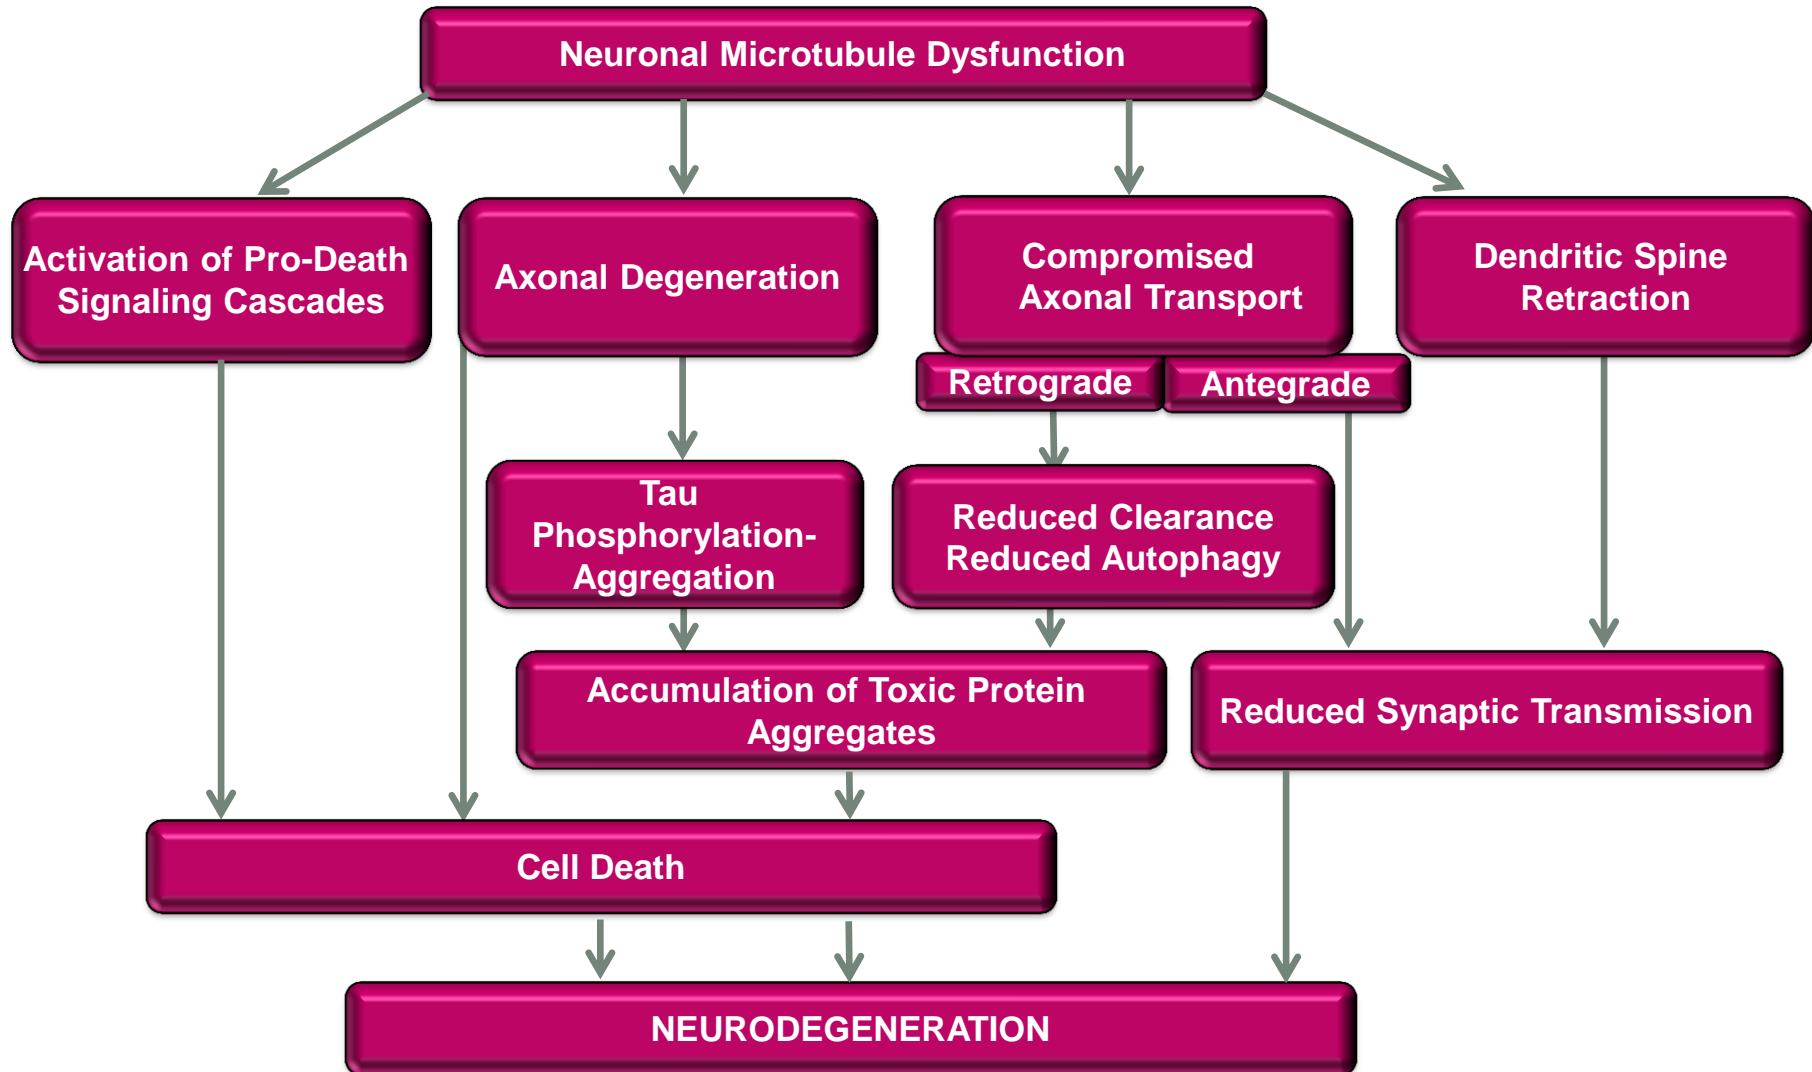 Neuronal Microtubule Dysfunction
Activation of Pro-Death
Signaling Cascades
Axonal Degeneration
Compromised
Axonal Transport
Dendritic Spine
Retraction
Retrograde
Antegrade
Tau
Phosphorylation-
Aggregation
Reduced Clearance
Reduced Autophagy
Accumulation of Toxic Protein
Aggregates
Reduced Synaptic Transmission
Cell Death
NEURODEGENERATION